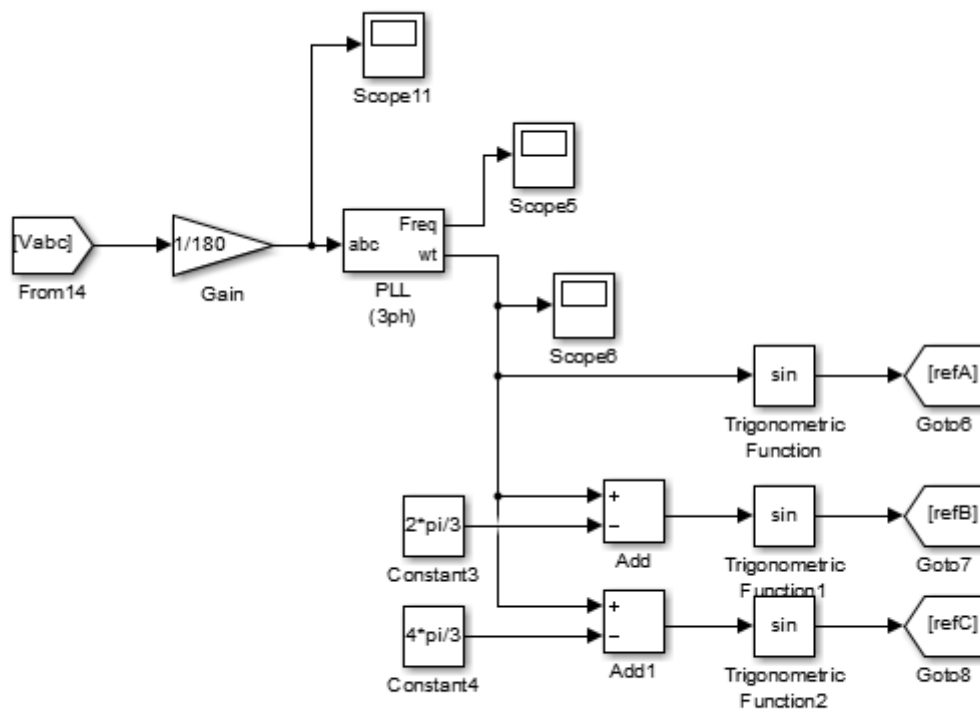 Scope11
Scope5
[Vabc]
From14
1/180
Gain
abc
Freq
wt
PLL
(3ph)
Scope6
sin
Trigonometric
Function
[refA]
Goto6
2*pi/3
Constant3
+
−
Add
sin
Trigonometric
Function1
[refB]
Goto7
4*pi/3
Constant4
+
−
Add1
sin
Trigonometric
Function2
[refC]
Goto8